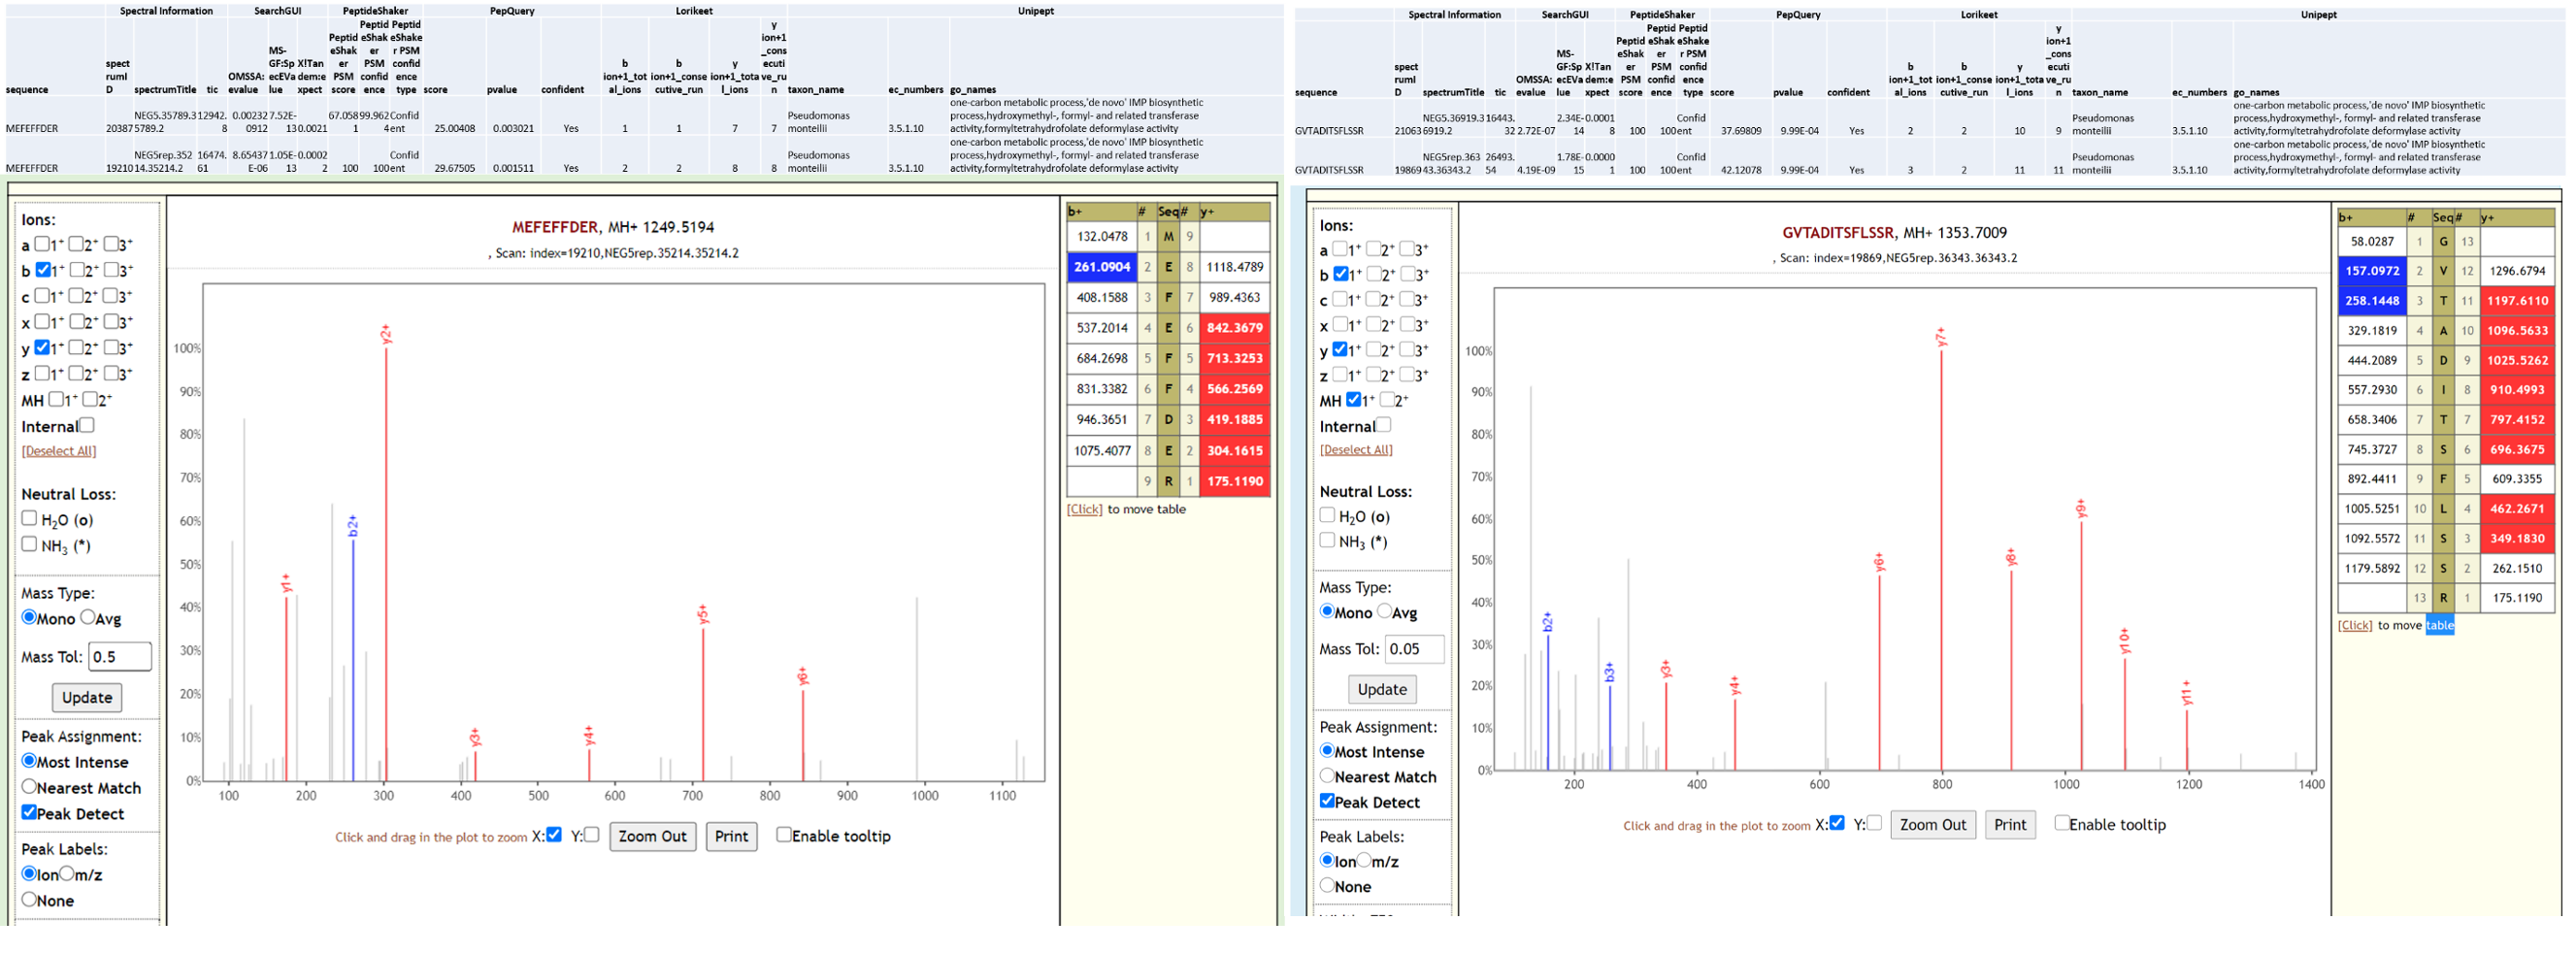 Spectral Information SearchGUI PeptideShaker PepQuery Lorikeet Unipept
sequence spectrumID spectrumTitle tic OMSSA: evalue MS-GF:SpecEValue X!Tandem:expect PeptideShaker PSM score PeptideShaker PSM confidence PeptideShaker PSM confidence type score pvalue confident b ion+1_total_ions b ion+1_consecutive_run y ion+1_total_ions y ion+1_consecutive_run taxon_name ec_numbers go_names
MEFEFFDER 20387 NEG5.35789.35789.2 12942.8 0.002320912 7.52E-13 0.0021 67.0581 99.9624 Confident 25.00408 0.003021 Yes 1 1 7 7 Pseudomonas monteilii 3.5.1.10 one-carbon metabolic process,'de novo' IMP biosynthetic process,hydroxymethyl-, formyl- and related transferase activity,formyltetrahydrofolate deformylase activity
MEFEFFDER 19210 NEG5rep.35214.35214.2 16474.61 8.65437E-06 1.05E-13 0.0002 2 100 100 Confident 29.67505 0.001511 Yes 2 2 8 8 Pseudomonas monteilii 3.5.1.10 one-carbon metabolic process,'de novo' IMP biosynthetic process,hydroxymethyl-, formyl- and related transferase activity,formyltetrahydrofolate deformylase activity
Ions:
a 1+ 2+ 3+
b 1+ 2+ 3+
c 1+ 2+ 3+
x 1+ 2+ 3+
y 1+ 2+ 3+
z 1+ 2+ 3+
MH 1+ 2+
Internal
[Deselect All]
Neutral Loss:
H2O (o)
NH3 (*)
Mass Type:
Mono Avg
Mass Tol: 0.5
Update
Peak Assignment:
Most Intense
Nearest Match
Peak Detect
Peak Labels:
Ion m/z
None
MEFEFFDER, MH+ 1249.5194
, Scan: index=19210,NEG5rep.35214.35214.2
100%
90%
80%
70%
60%
50%
40%
30%
20%
10%
0%
y1+ b2+ y2+ y3+ y4+ y5+ y6+
100 200 300 400 500 600 700 800 900 1000 1100
Click and drag in the plot to zoom X: Y: Zoom Out Print Enable tooltip
b+ # Seq # y+
132.0478 1 M 9
261.0904 2 E 8 1118.4789
408.1588 3 F 7 989.4363
537.2014 4 E 6 842.3679
684.2698 5 F 5 713.3253
831.3382 6 F 4 566.2569
946.3651 7 D 3 419.1885
1075.4077 8 E 2 304.1615
9 R 1 175.1190
[Click] to move table
Spectral Information SearchGUI PeptideShaker PepQuery Lorikeet Unipept
sequence spectrumID spectrumTitle tic OMSSA: evalue MS-GF:SpecEValue X!Tandem:expect PeptideShaker PSM score PeptideShaker PSM confidence PeptideShaker PSM confidence type score pvalue confident b ion+1_total_ions b ion+1_consecutive_run y ion+1_total_ions y ion+1_consecutive_run taxon_name ec_numbers go_names
GVTADITSFLSSR 21063 NEG5.36919.36919.2 16443.32 2.72E-07 2.34E-14 0.00018 100 100 Confident 37.69809 9.99E-04 Yes 2 2 10 9 Pseudomonas monteilii 3.5.1.10 one-carbon metabolic process,'de novo' IMP biosynthetic process,hydroxymethyl-, formyl- and related transferase activity,formyltetrahydrofolate deformylase activity
GVTADITSFLSSR 19869 NEG5rep.36343.36343.2 26493.54 4.19E-09 1.78E-15 0.00001 100 100 Confident 42.12078 9.99E-04 Yes 3 2 11 11 Pseudomonas monteilii 3.5.1.10 one-carbon metabolic process,'de novo' IMP biosynthetic process,hydroxymethyl-, formyl- and related transferase activity,formyltetrahydrofolate deformylase activity
Ions:
a 1+ 2+ 3+
b 1+ 2+ 3+
c 1+ 2+ 3+
x 1+ 2+ 3+
y 1+ 2+ 3+
z 1+ 2+ 3+
MH 1+ 2+
Internal
[Deselect All]
Neutral Loss:
H2O (o)
NH3 (*)
Mass Type:
Mono Avg
Mass Tol: 0.05
Update
Peak Assignment:
Most Intense
Nearest Match
Peak Detect
Peak Labels:
Ion m/z
None
GVTADITSFLSSR, MH+ 1353.7009
, Scan: index=19869,NEG5rep.36343.36343.2
100%
90%
80%
70%
60%
50%
40%
30%
20%
10%
0%
b2+ b3+ y3+ y4+ y6+ y7+ y8+ y9+ y10+ y11+
200 400 600 800 1000 1200 1400
Click and drag in the plot to zoom X: Y: Zoom Out Print Enable tooltip
b+ # Seq # y+
58.0287 1 G 13
157.0972 2 V 12 1296.6794
258.1448 3 T 11 1197.6110
329.1819 4 A 10 1096.5633
444.2089 5 D 9 1025.5262
557.2930 6 I 8 910.4993
658.3406 7 T 7 797.4152
745.3727 8 S 6 696.3675
892.4411 9 F 5 609.3355
1005.5251 10 L 4 462.2671
1092.5572 11 S 3 349.1830
1179.5892 12 S 2 262.1510
13 R 1 175.1190
[Click] to move table